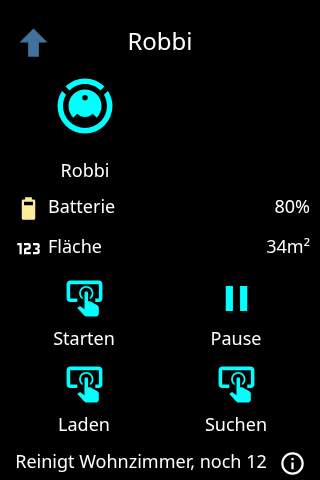 Robbi
Robbi
Batterie 80%
123 Fläche 34m²
Starten Pause
Laden Suchen
Reinigt Wohnzimmer, noch 12